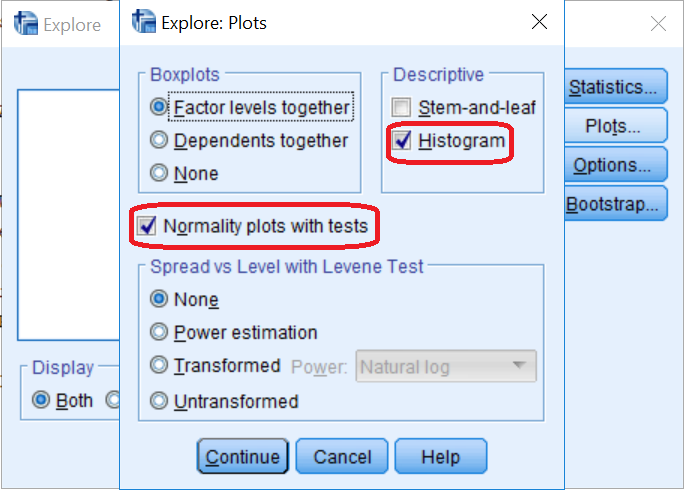 Explore
Explore: Plots
Boxplots
Factor levels together
Dependents together
None
Descriptive
Stem-and-leaf
Histogram
Normality plots with tests
Spread vs Level with Levene Test
None
Power estimation
Transformed Power: Natural log
Untransformed
Continue Cancel Help
Statistics...
Plots...
Options...
Bootstrap...
Display
Both